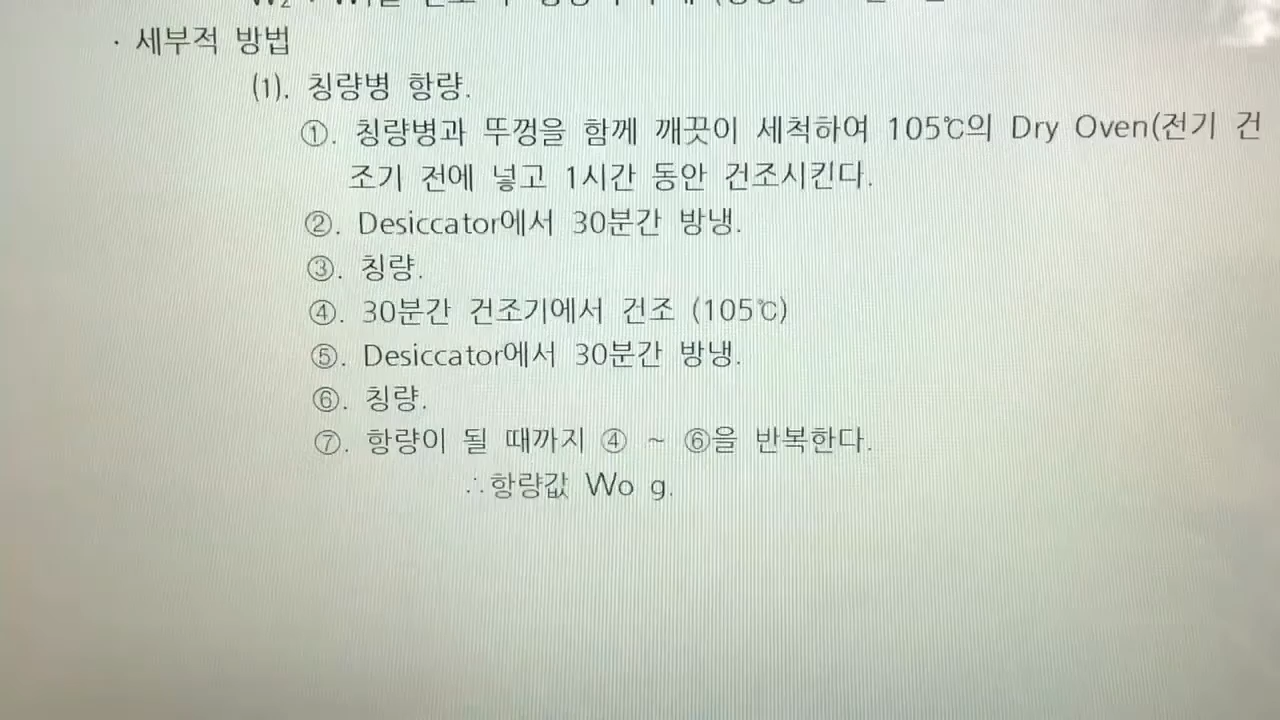 · 세부적 방법
(1). 칭량병 항량.
①. 칭량병과 뚜껑을 함께 깨끗이 세척하여 105℃의 Dry Oven(전기 건
조기 전에 넣고 1시간 동안 건조시킨다.
②. Desiccator에서 30분간 방냉.
③. 칭량.
④. 30분간 건조기에서 건조 (105℃)
⑤. Desiccator에서 30분간 방냉.
⑥. 칭량.
⑦. 항량이 될 때까지 ④ ~ ⑥을 반복한다.
∴항량값 Wo g.